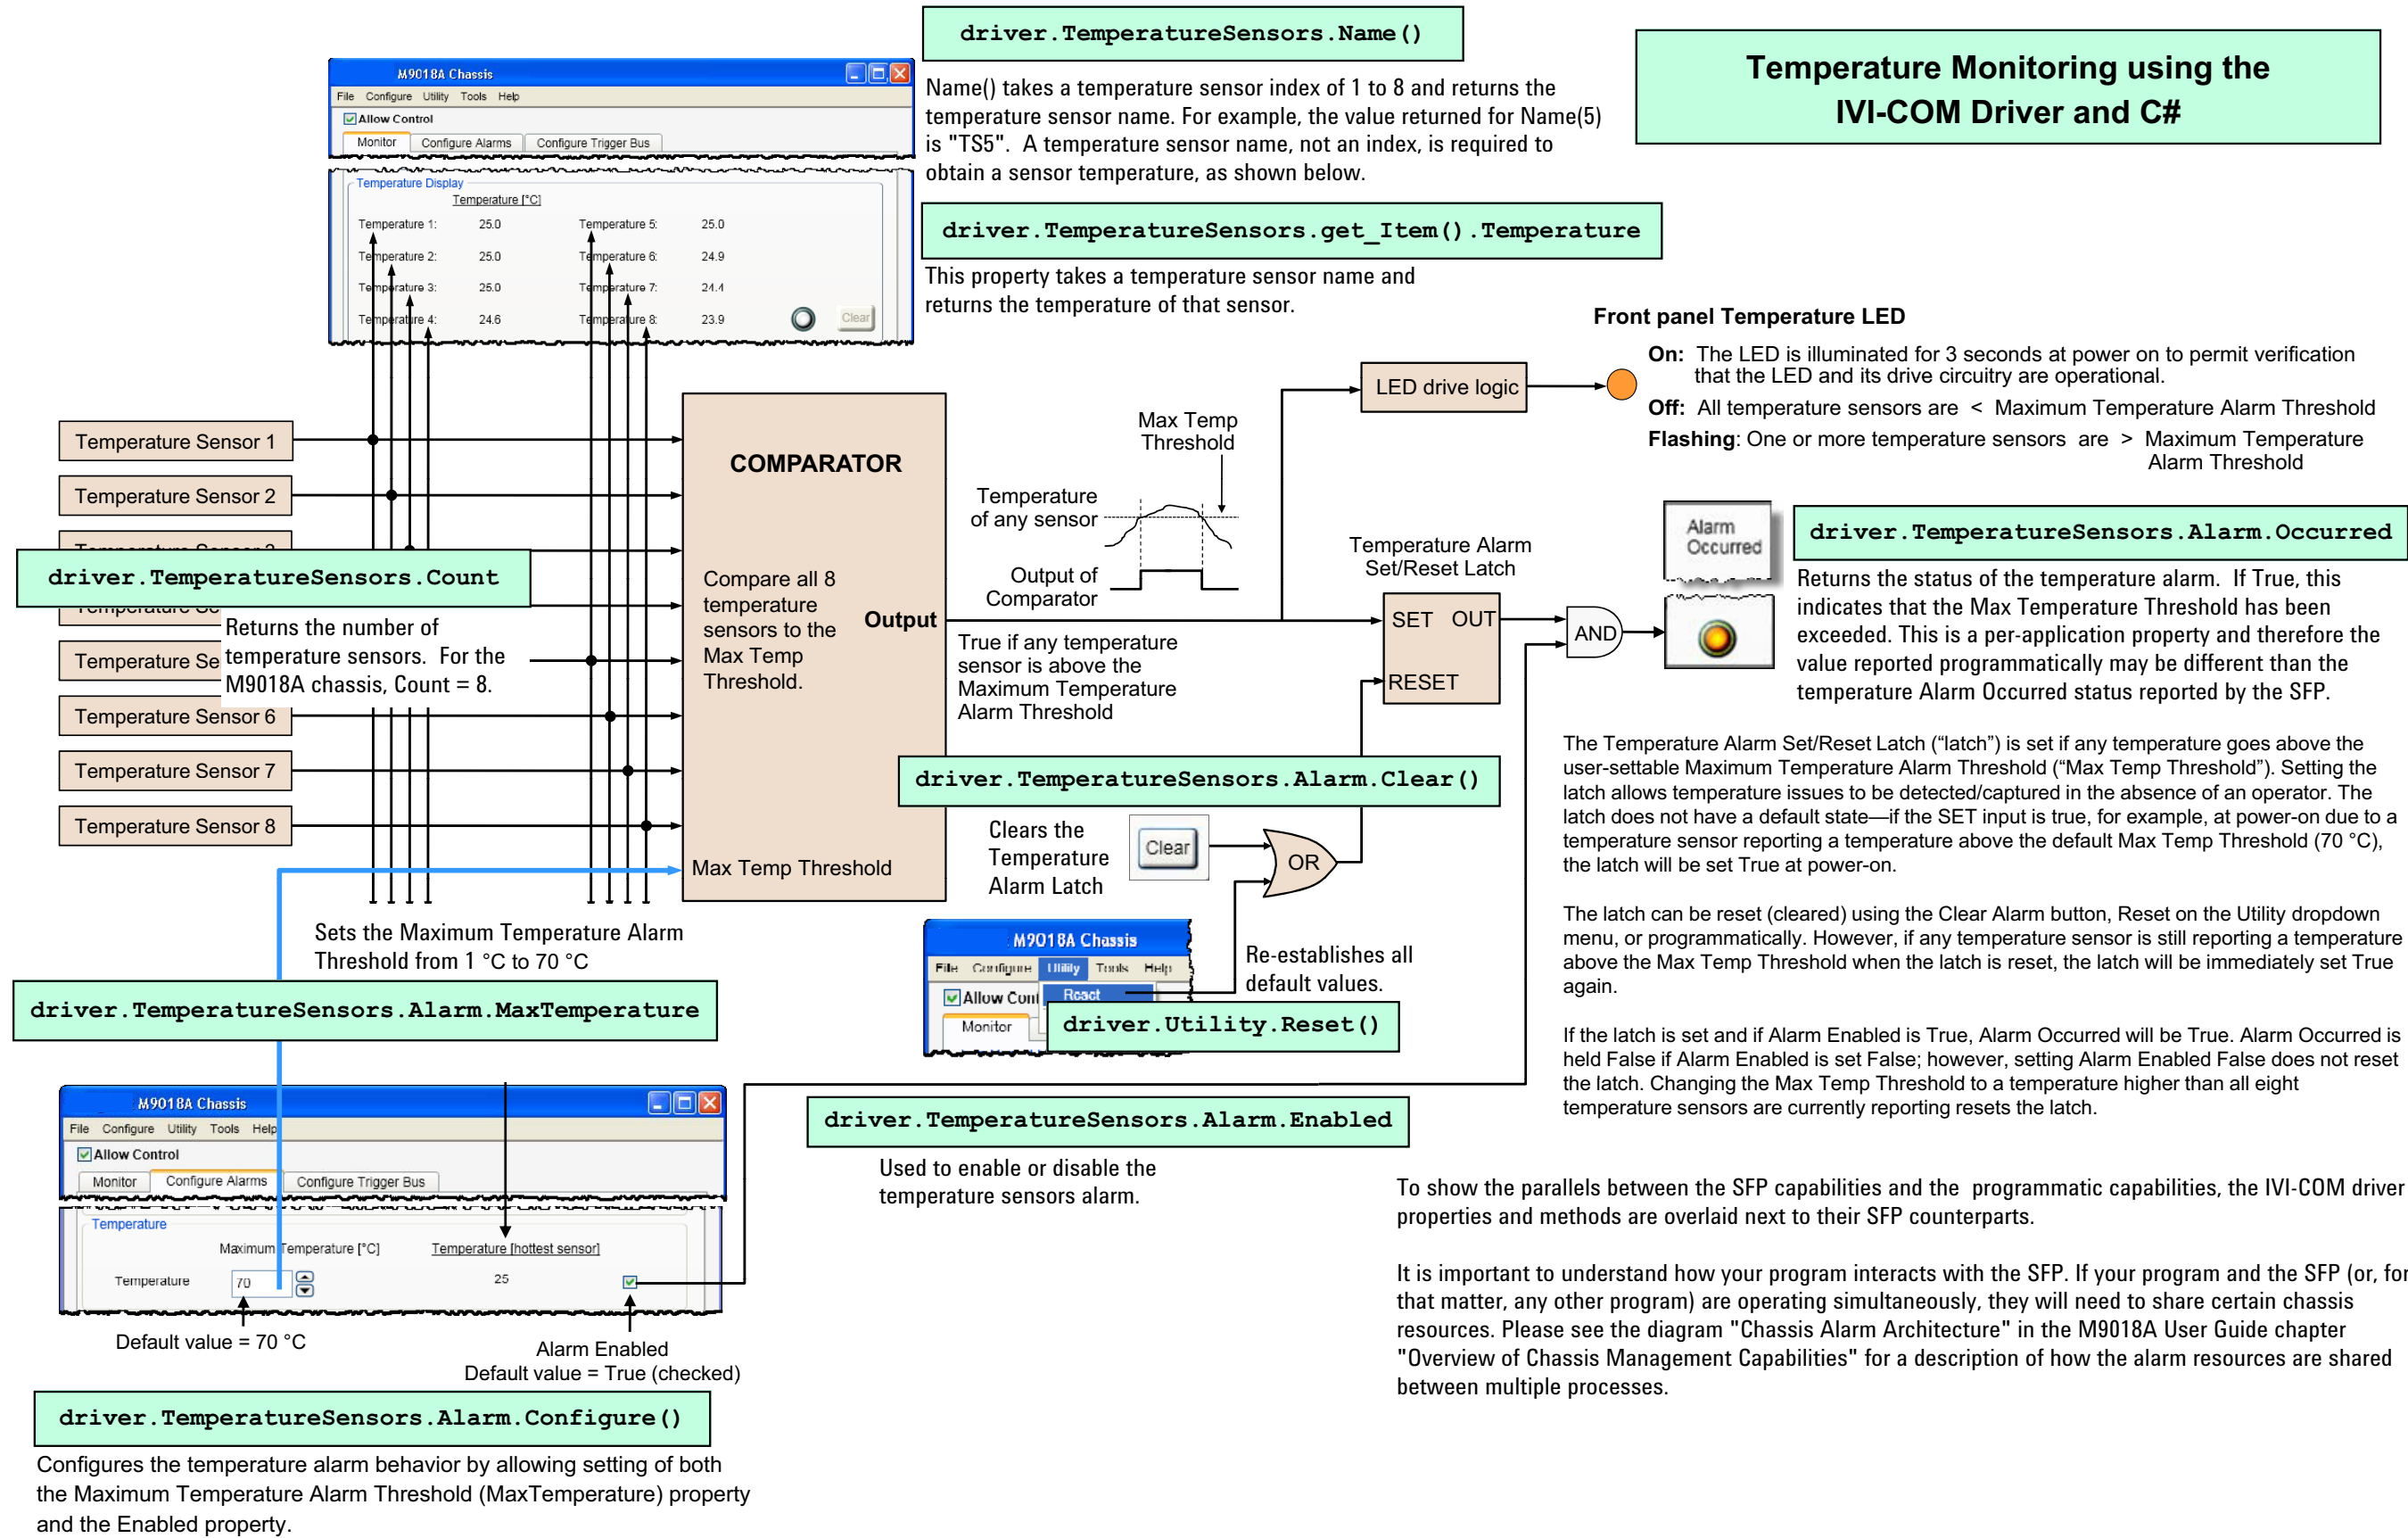 driver.TemperatureSensors.Name()
Name() takes a temperature sensor index of 1 to 8 and returns the
temperature sensor name. For example, the value returned for Name(5)
is "TS5". A temperature sensor name, not an index, is required to
obtain a sensor temperature, as shown below.
Temperature Monitoring using the
IVI-COM Driver and C#
M9018A Chassis
File Configure Utility Tools Help
Allow Control
Monitor Configure Alarms Configure Trigger Bus
Temperature Display
Temperature [°C]
Temperature 1: 25.0 Temperature 5: 25.0
Temperature 2: 25.0 Temperature 6: 24.9
Temperature 3: 25.0 Temperature 7: 24.4
Temperature 4: 24.6 Temperature 8: 23.9
Clear
driver.TemperatureSensors.get_Item().Temperature
This property takes a temperature sensor name and
returns the temperature of that sensor.
Front panel Temperature LED
On: The LED is illuminated for 3 seconds at power on to permit verification
that the LED and its drive circuitry are operational.
Off: All temperature sensors are < Maximum Temperature Alarm Threshold
Flashing: One or more temperature sensors are > Maximum Temperature
Alarm Threshold
LED drive logic
Temperature Sensor 1
Temperature Sensor 2
driver.TemperatureSensors.Count
Returns the number of
temperature sensors. For the
M9018A chassis, Count = 8.
Temperature Se
Temperature Sensor 6
Temperature Sensor 7
Temperature Sensor 8
COMPARATOR
Compare all 8
temperature
sensors to the
Max Temp
Threshold.
Output
Max Temp Threshold
Max Temp
Threshold
Temperature
of any sensor
Output of
Comparator
True if any temperature
sensor is above the
Maximum Temperature
Alarm Threshold
Temperature Alarm
Set/Reset Latch
SET OUT
RESET
AND
Alarm
Occurred
driver.TemperatureSensors.Alarm.Occurred
Returns the status of the temperature alarm. If True, this
indicates that the Max Temperature Threshold has been
exceeded. This is a per-application property and therefore the
value reported programmatically may be different than the
temperature Alarm Occurred status reported by the SFP.
driver.TemperatureSensors.Alarm.Clear()
Clears the
Temperature
Alarm Latch
Clear
OR
The Temperature Alarm Set/Reset Latch (“latch”) is set if any temperature goes above the
user-settable Maximum Temperature Alarm Threshold (“Max Temp Threshold”). Setting the
latch allows temperature issues to be detected/captured in the absence of an operator. The
latch does not have a default state—if the SET input is true, for example, at power-on due to a
temperature sensor reporting a temperature above the default Max Temp Threshold (70 °C),
the latch will be set True at power-on.
The latch can be reset (cleared) using the Clear Alarm button, Reset on the Utility dropdown
menu, or programmatically. However, if any temperature sensor is still reporting a temperature
above the Max Temp Threshold when the latch is reset, the latch will be immediately set True
again.
If the latch is set and if Alarm Enabled is True, Alarm Occurred will be True. Alarm Occurred is
held False if Alarm Enabled is set False; however, setting Alarm Enabled False does not reset
the latch. Changing the Max Temp Threshold to a temperature higher than all eight
temperature sensors are currently reporting resets the latch.
Sets the Maximum Temperature Alarm
Threshold from 1 °C to 70 °C
driver.TemperatureSensors.Alarm.MaxTemperature
M9018A Chassis
File Configure Utility Tools Help
Allow Cont
Reset
Monitor
Re-establishes all
default values.
driver.Utility.Reset()
M9018A Chassis
File Configure Utility Tools Help
Allow Control
Monitor Configure Alarms Configure Trigger Bus
Temperature
Maximum Temperature [°C] Temperature [hottest sensor]
Temperature 70 25
Default value = 70 °C
Alarm Enabled
Default value = True (checked)
driver.TemperatureSensors.Alarm.Enabled
Used to enable or disable the
temperature sensors alarm.
To show the parallels between the SFP capabilities and the programmatic capabilities, the IVI-COM driver
properties and methods are overlaid next to their SFP counterparts.
It is important to understand how your program interacts with the SFP. If your program and the SFP (or, for
that matter, any other program) are operating simultaneously, they will need to share certain chassis
resources. Please see the diagram "Chassis Alarm Architecture" in the M9018A User Guide chapter
"Overview of Chassis Management Capabilities" for a description of how the alarm resources are shared
between multiple processes.
driver.TemperatureSensors.Alarm.Configure()
Configures the temperature alarm behavior by allowing setting of both
the Maximum Temperature Alarm Threshold (MaxTemperature) property
and the Enabled property.